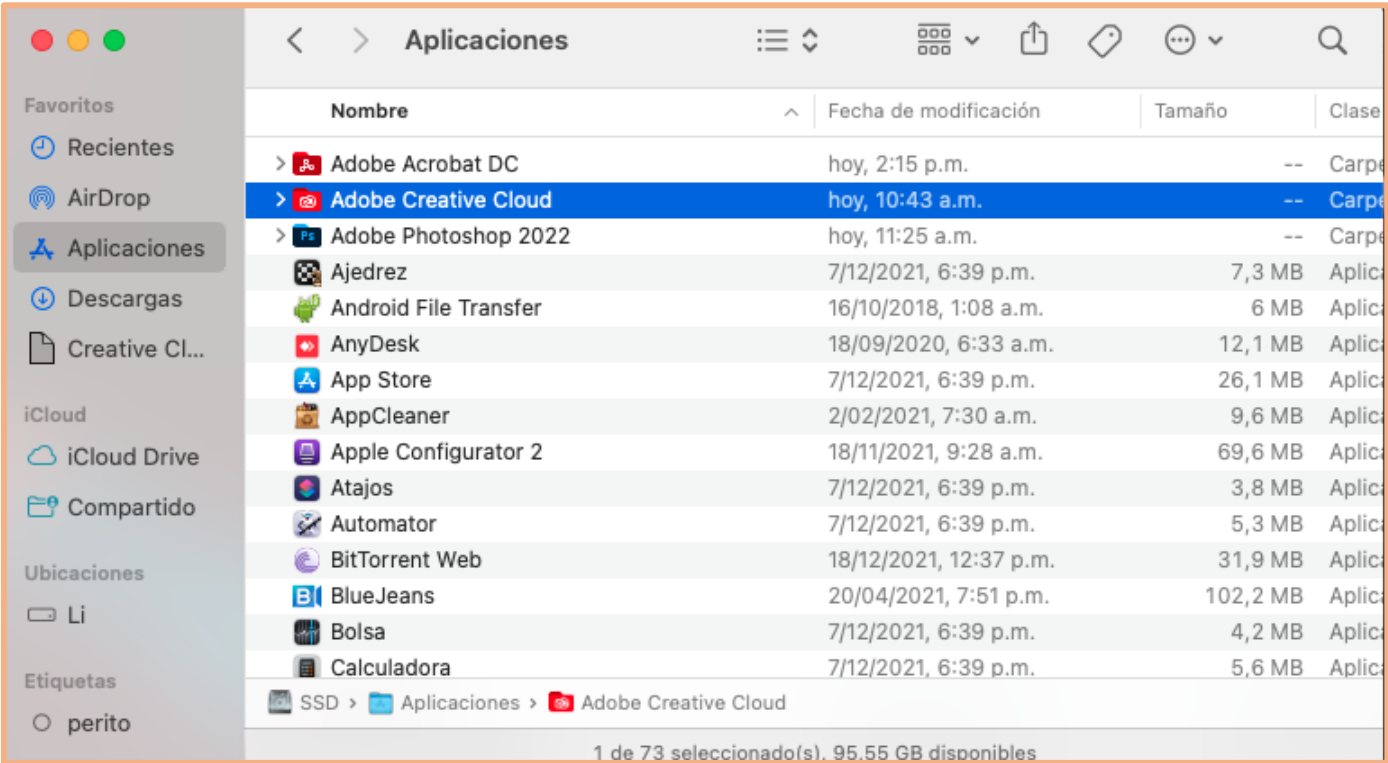 Aplicaciones
Favoritos
Recientes
AirDrop
Aplicaciones
Descargas
Creative Cl...
iCloud
iCloud Drive
Compartido
Ubicaciones
Li
Etiquetas
perito
Nombre Fecha de modificación Tamaño Clase
Adobe Acrobat DC hoy, 2:15 p.m. -- Carpe
Adobe Creative Cloud hoy, 10:43 a.m. -- Carpe
Ps Adobe Photoshop 2022 hoy, 11:25 a.m. -- Carpe
Ajedrez 7/12/2021, 6:39 p.m. 7,3 MB Aplica
Android File Transfer 16/10/2018, 1:08 a.m. 6 MB Aplica
AnyDesk 18/09/2020, 6:33 a.m. 12,1 MB Aplica
App Store 7/12/2021, 6:39 p.m. 26,1 MB Aplica
AppCleaner 2/02/2021, 7:30 a.m. 9,6 MB Aplica
Apple Configurator 2 18/11/2021, 9:28 a.m. 69,6 MB Aplica
Atajos 7/12/2021, 6:39 p.m. 3,8 MB Aplica
Automator 7/12/2021, 6:39 p.m. 5,3 MB Aplica
BitTorrent Web 18/12/2021, 12:37 p.m. 31,9 MB Aplica
B BlueJeans 20/04/2021, 7:51 p.m. 102,2 MB Aplica
Bolsa 7/12/2021, 6:39 p.m. 4,2 MB Aplica
Calculadora 7/12/2021, 6:39 p.m. 5,6 MB Aplica
SSD > Aplicaciones > Adobe Creative Cloud
1 de 73 seleccionado(s), 95,55 GB disponibles